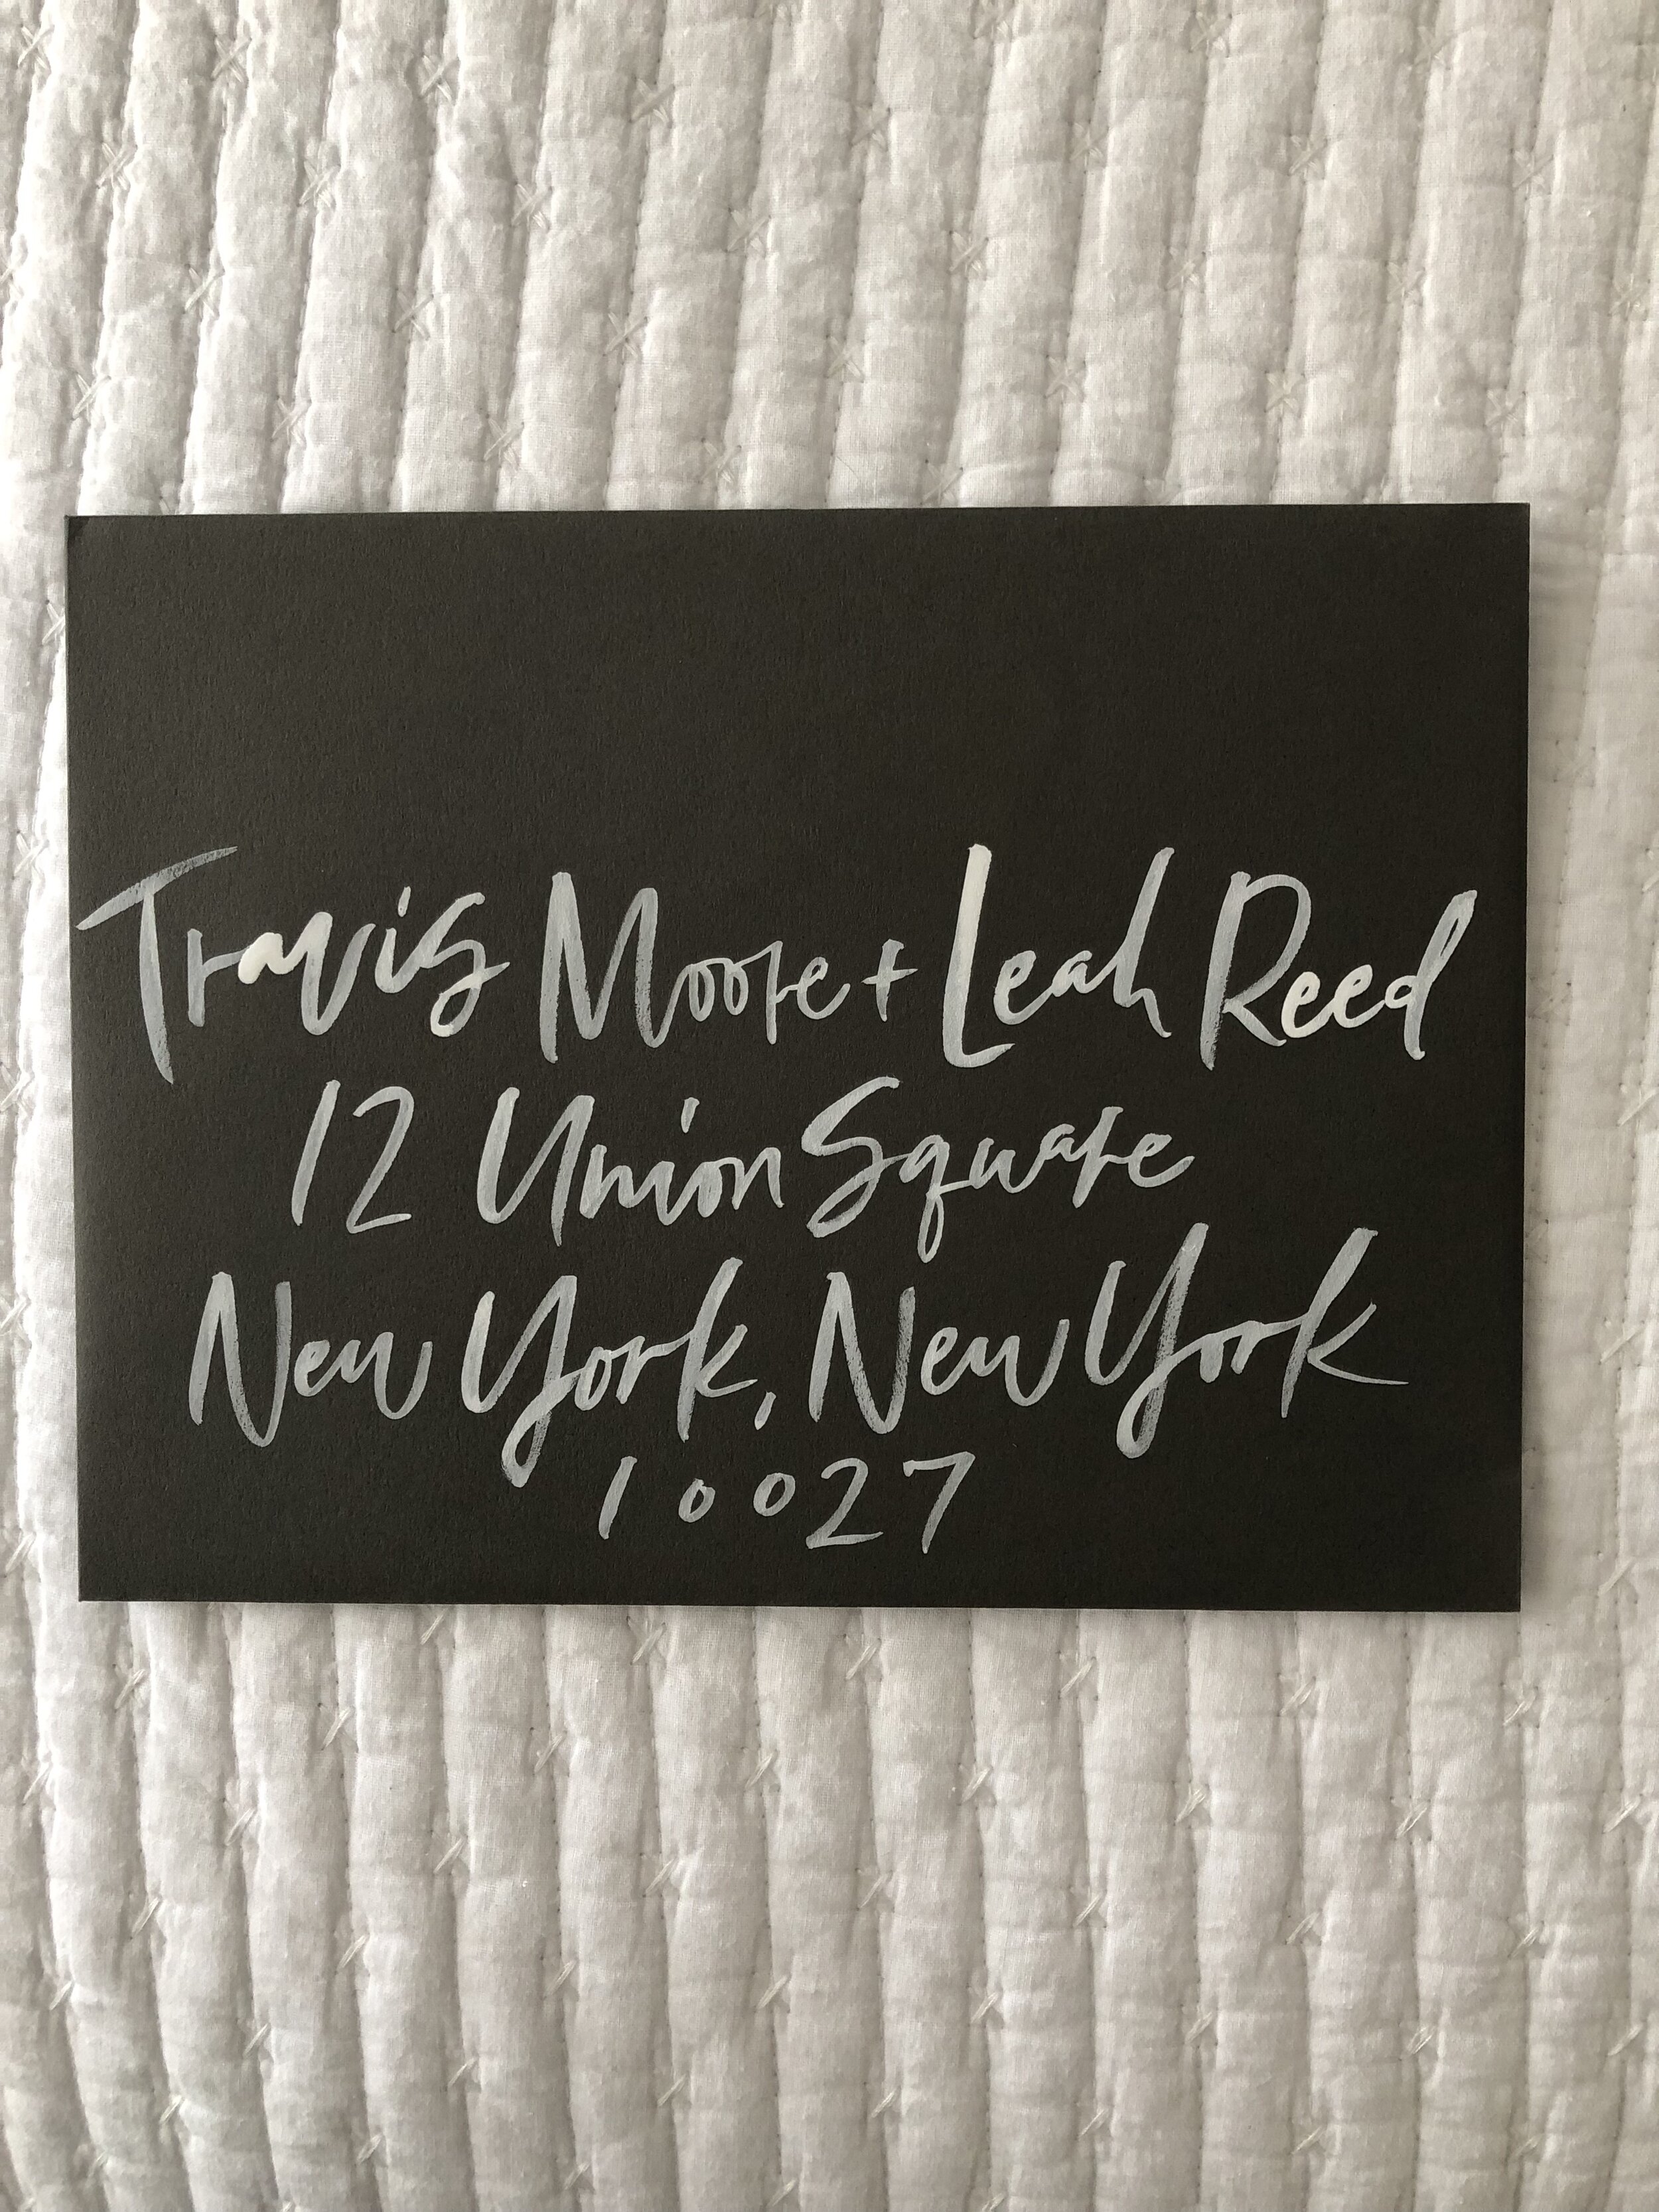 Travis Moore + Leah Reed
12 Union Square
New York, New York
10027